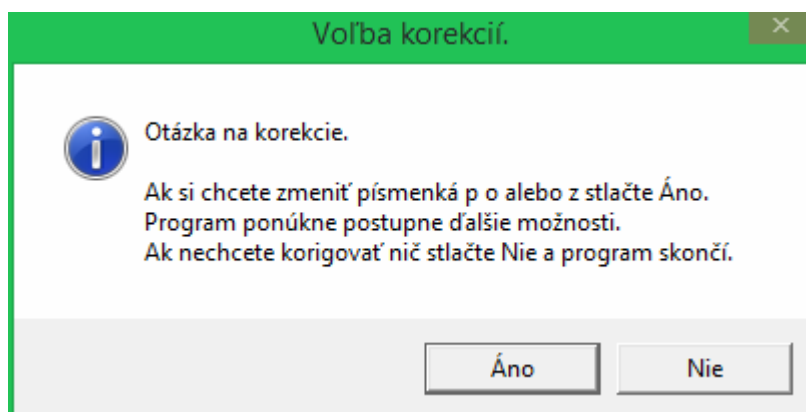 Voľba korekcií.
Otázka na korekcie.
Ak si chcete zmeniť písmenká p o alebo z stlačte Áno.
Program ponúkne postupne ďalšie možnosti.
Ak nechcete korigovať nič stlačte Nie a program skončí.
Áno
Nie